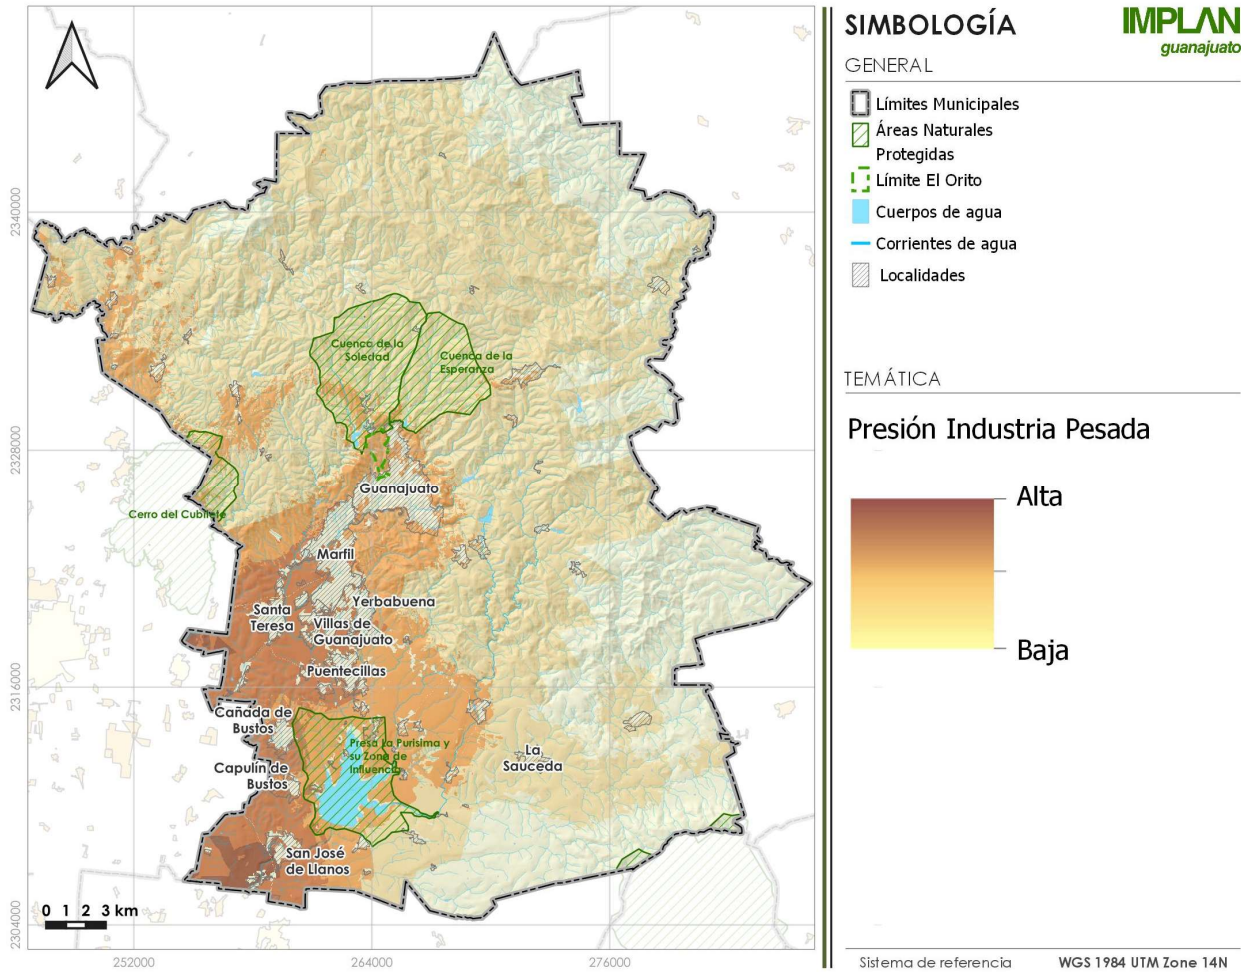 2340000
2328000
2316000
2304000
252000
264000
276000
Cuenca de la
Soledad
Cuenca de la
Esperanza
Guanajuato
Cerro del Cubilete
Marfil
Yerbabuena
Santa
Teresa
Villas de
Guanajuato
Puentecillas
Cañada de
Bustos
Presa La Purisima y
su Zona de
Influencia
La
Sauceda
Capulín de
Bustos
San José
de Llanos
0 1 2 3 km
SIMBOLOGÍA
IMPLAN
guanajuato
GENERAL
Límites Municipales
Áreas Naturales
Protegidas
Límite El Orito
Cuerpos de agua
Corrientes de agua
Localidades
TEMÁTICA
Presión Industria Pesada
Alta
Baja
Sistema de referencia WGS 1984 UTM Zone 14N